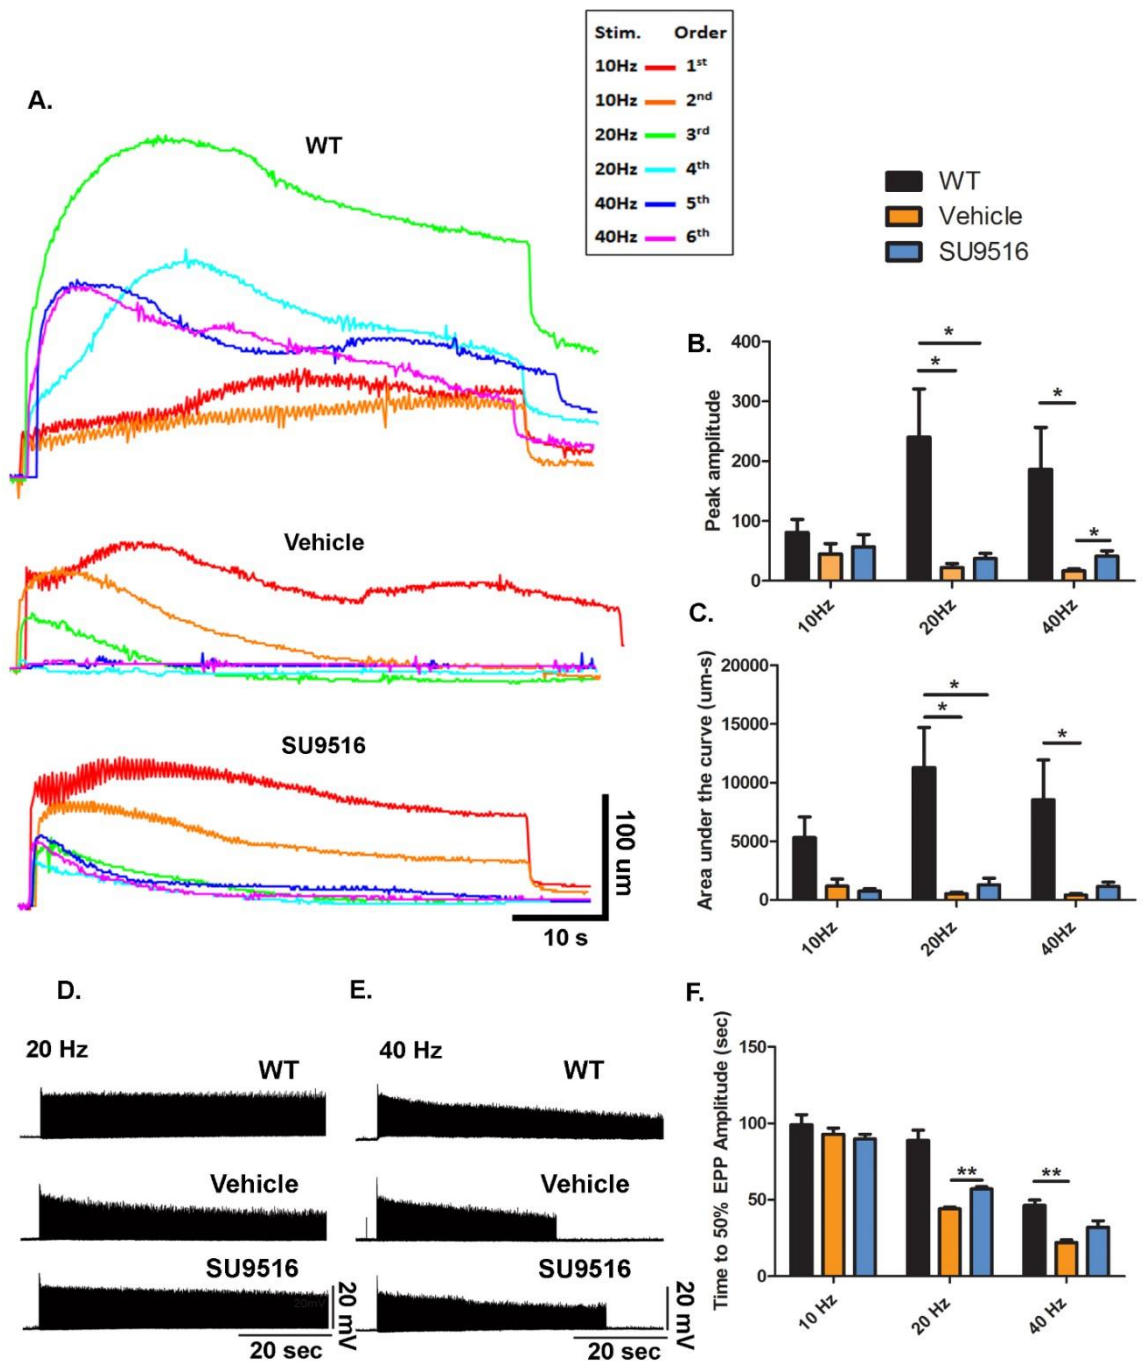 Stim. Order
10Hz 1st
10Hz 2nd
20Hz 3rd
20Hz 4th
40Hz 5th
40Hz 6th
A.
WT
Vehicle
SU9516
100 um
10 s
WT
Vehicle
SU9516
B.
Peak amplitude
400
300
200
100
0
* * * *
10Hz 20Hz 40Hz
C.
Area under the curve (um-s)
20000
15000
10000
5000
0
* * *
10Hz 20Hz 40Hz
D.
20 Hz
WT
Vehicle
SU9516
20mV
20 mV
20 sec
E.
40 Hz
WT
Vehicle
SU9516
20 mV
20 sec
F.
Time to 50% EPP Amplitude (sec)
150
100
50
0
** **
10 Hz 20 Hz 40 Hz